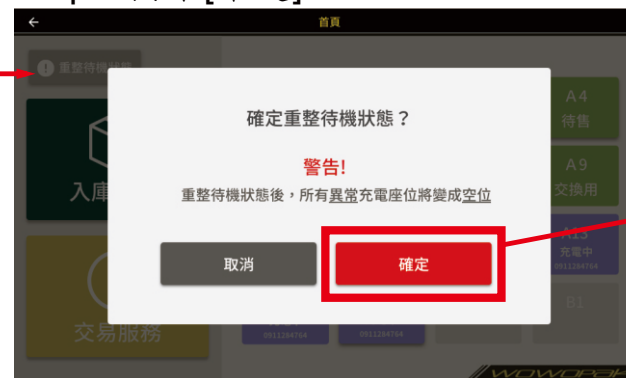 首頁
重整待機狀態
確定重整待機狀態？
警告!
重整待機狀態後，所有異常充電座位將變成空位
取消
確定
入庫
交易服務
A4
待售
A9
交換用
A13
充電中
0911284764
B1
0911284764
0911284764
WOWOPAK